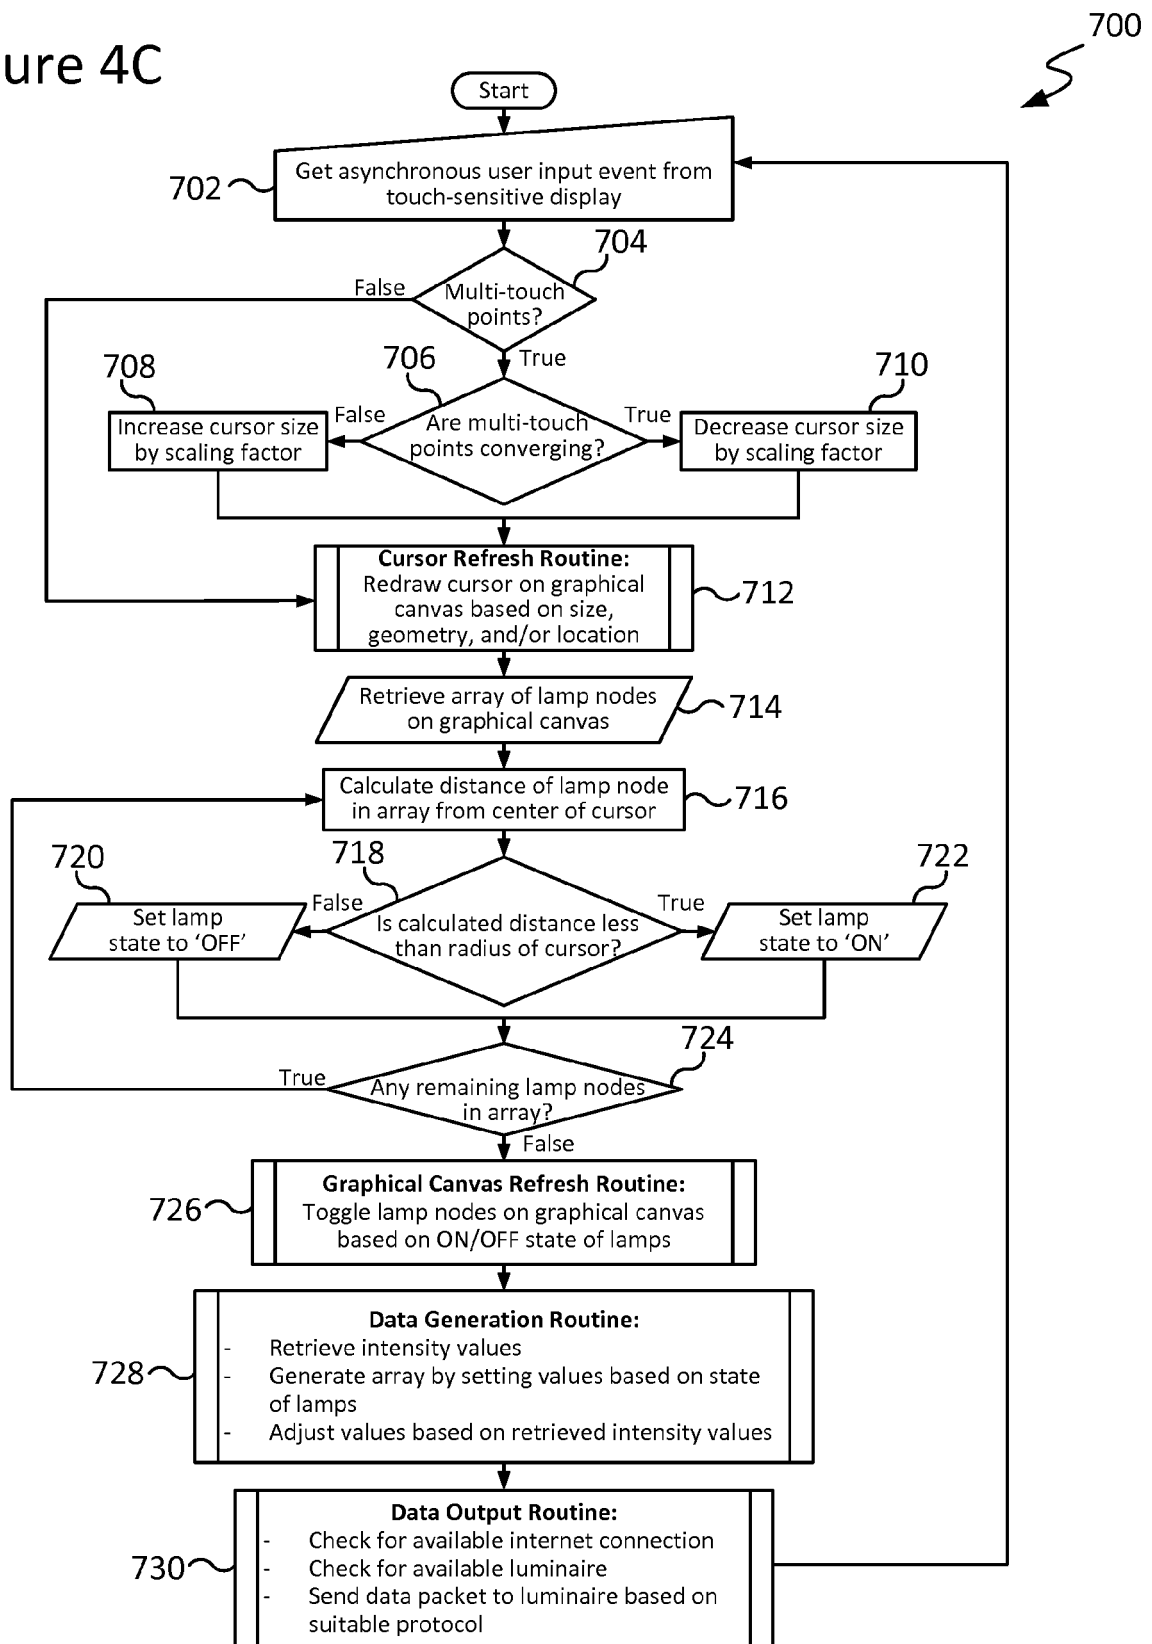 ure 4C
700
Start
702
Get asynchronous user input event from
touch-sensitive display
704
False
Multi-touch
points?
True
708
706
710
Increase cursor size
by scaling factor
False
Are multi-touch
points converging?
True
Decrease cursor size
by scaling factor
Cursor Refresh Routine:
Redraw cursor on graphical
canvas based on size,
geometry, and/or location
712
Retrieve array of lamp nodes
on graphical canvas
714
Calculate distance of lamp node
in array from center of cursor
716
720
718
722
Set lamp
state to ‘OFF’
False
Is calculated distance less
than radius of cursor?
True
Set lamp
state to ‘ON’
724
True
Any remaining lamp nodes
in array?
False
726
Graphical Canvas Refresh Routine:
Toggle lamp nodes on graphical canvas
based on ON/OFF state of lamps
728
Data Generation Routine:
- Retrieve intensity values
- Generate array by setting values based on state
of lamps
- Adjust values based on retrieved intensity values
730
Data Output Routine:
- Check for available internet connection
- Check for available luminaire
- Send data packet to luminaire based on
suitable protocol